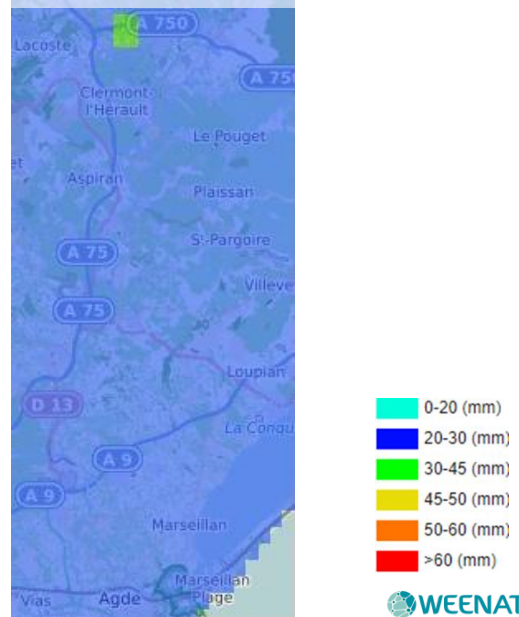 A 750
Lacoste
A 75
Clermont-
l'Hérault
Le Pouget
et
Aspiran
Plaissan
St-Pargoire
A 75
Villeve
A 75
Loupian
D 13
La Conqu
A 9
A 9
Marseillan
Marseillan
Plage
Vias
Agde
0-20 (mm)
20-30 (mm)
30-45 (mm)
45-50 (mm)
50-60 (mm)
>60 (mm)
WEENAT